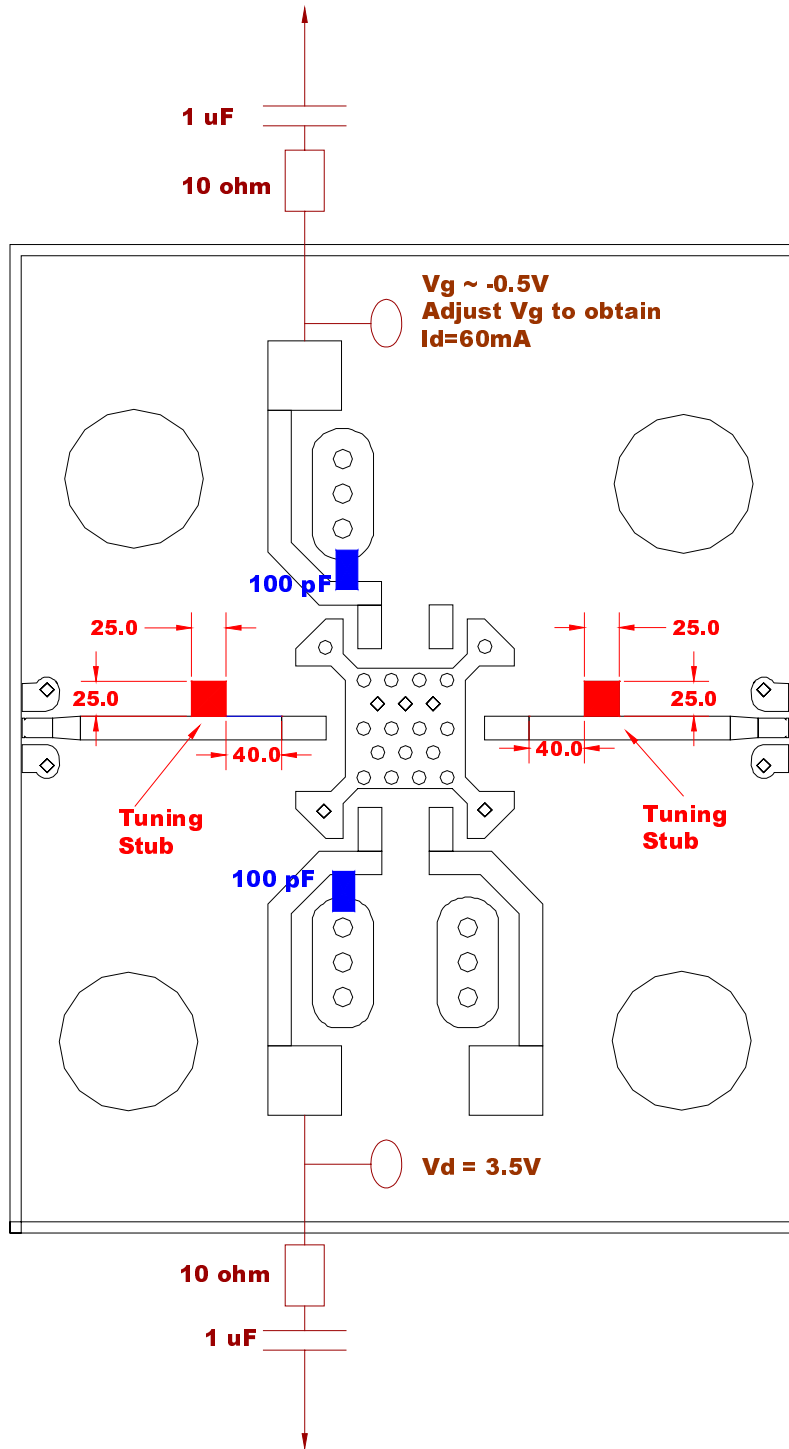 1 uF
10 ohm
Vg ~ -0.5V
Adjust Vg to obtain
Id=60mA
100 pF
25.0
25.0
25.0
25.0
40.0
40.0
Tuning
Stub
Tuning
Stub
100 pF
Vd = 3.5V
10 ohm
1 uF